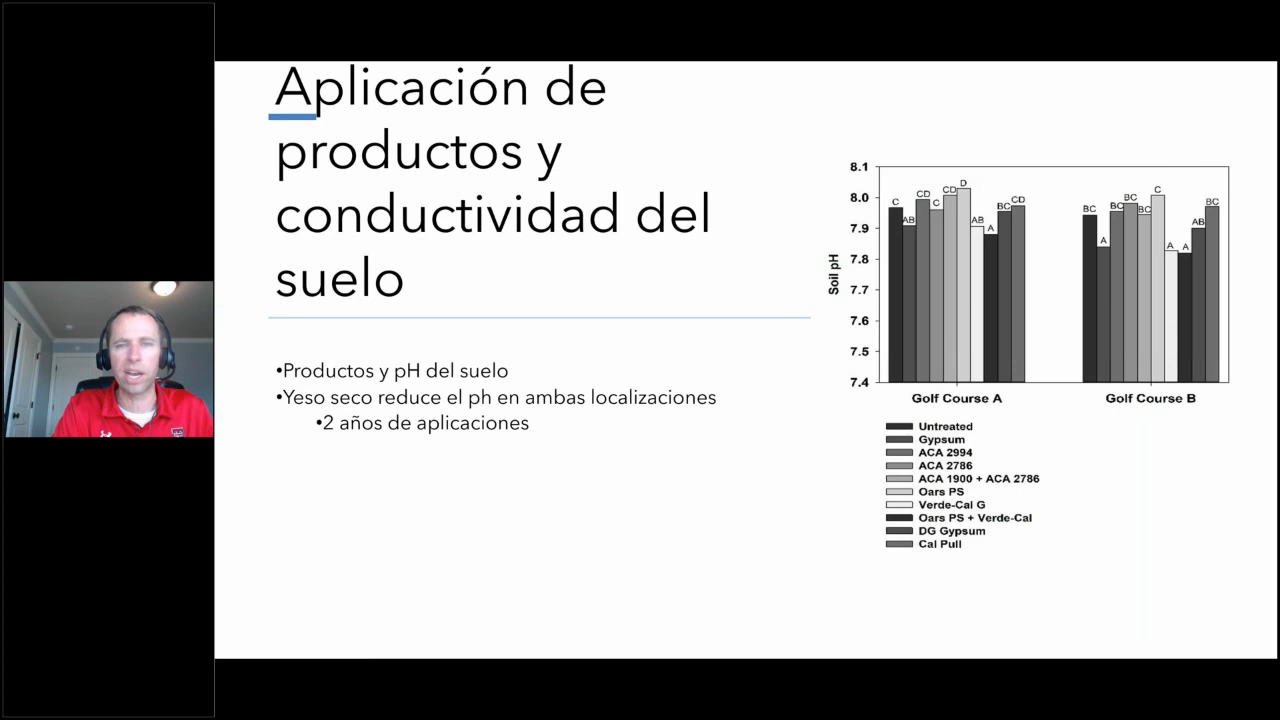 Aplicación de
productos y
conductividad del
suelo
•Productos y pH del suelo
•Yeso seco reduce el ph en ambas localizaciones
•2 años de aplicaciones
8.1
8.0
7.9
7.8
7.7
7.6
7.5
7.4
Soil pH
C AB CD C CD D AB A BC CD
BC A BC BC BC C A A AB BC
Golf Course A Golf Course B
Untreated
Gypsum
ACA 2994
ACA 2786
ACA 1900 + ACA 2786
Oars PS
Verde-Cal G
Oars PS + Verde-Cal
DG Gypsum
Cal Pull